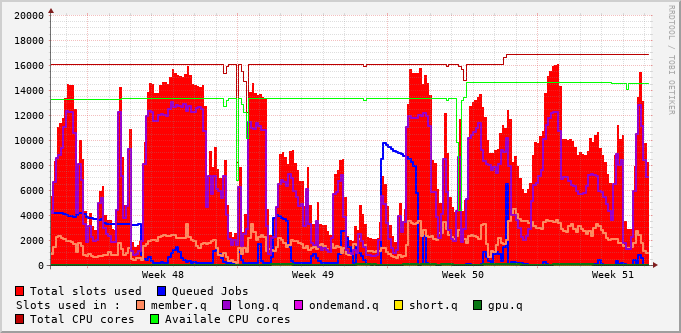 20000
18000
16000
14000
12000
10000
8000
6000
4000
2000
0
Week 48 Week 49 Week 50 Week 51
RRDTOOL / TOBI OETIKER
Total slots used Queued Jobs
Slots used in : member.q long.q ondemand.q short.q gpu.q
Total CPU cores Availale CPU cores